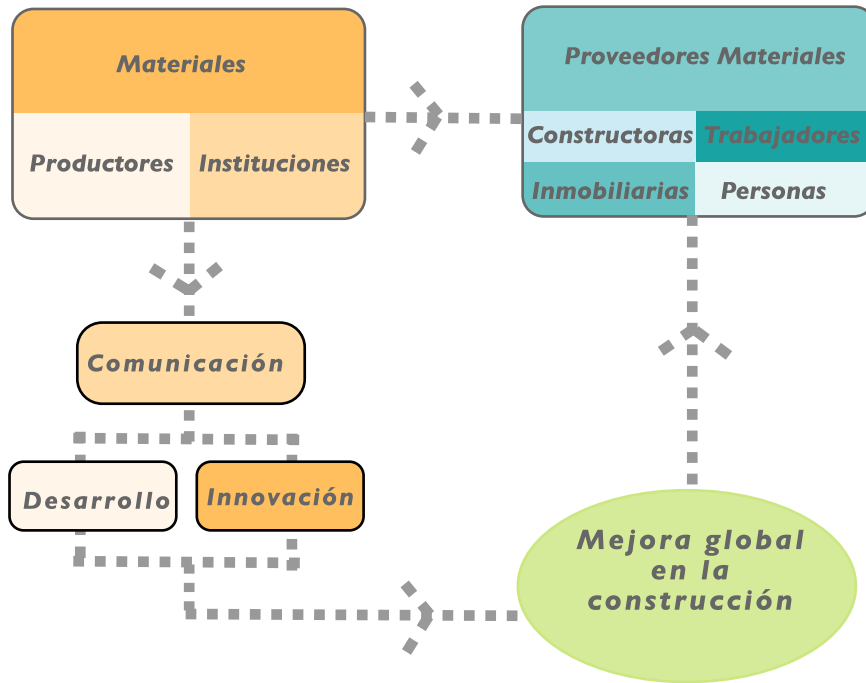 Materiales
Productores
Instituciones
Proveedores Materiales
Constructoras
Trabajadores
Inmobiliarias
Personas
Comunicación
Desarrollo
Innovación
Mejora global
en la
construcción